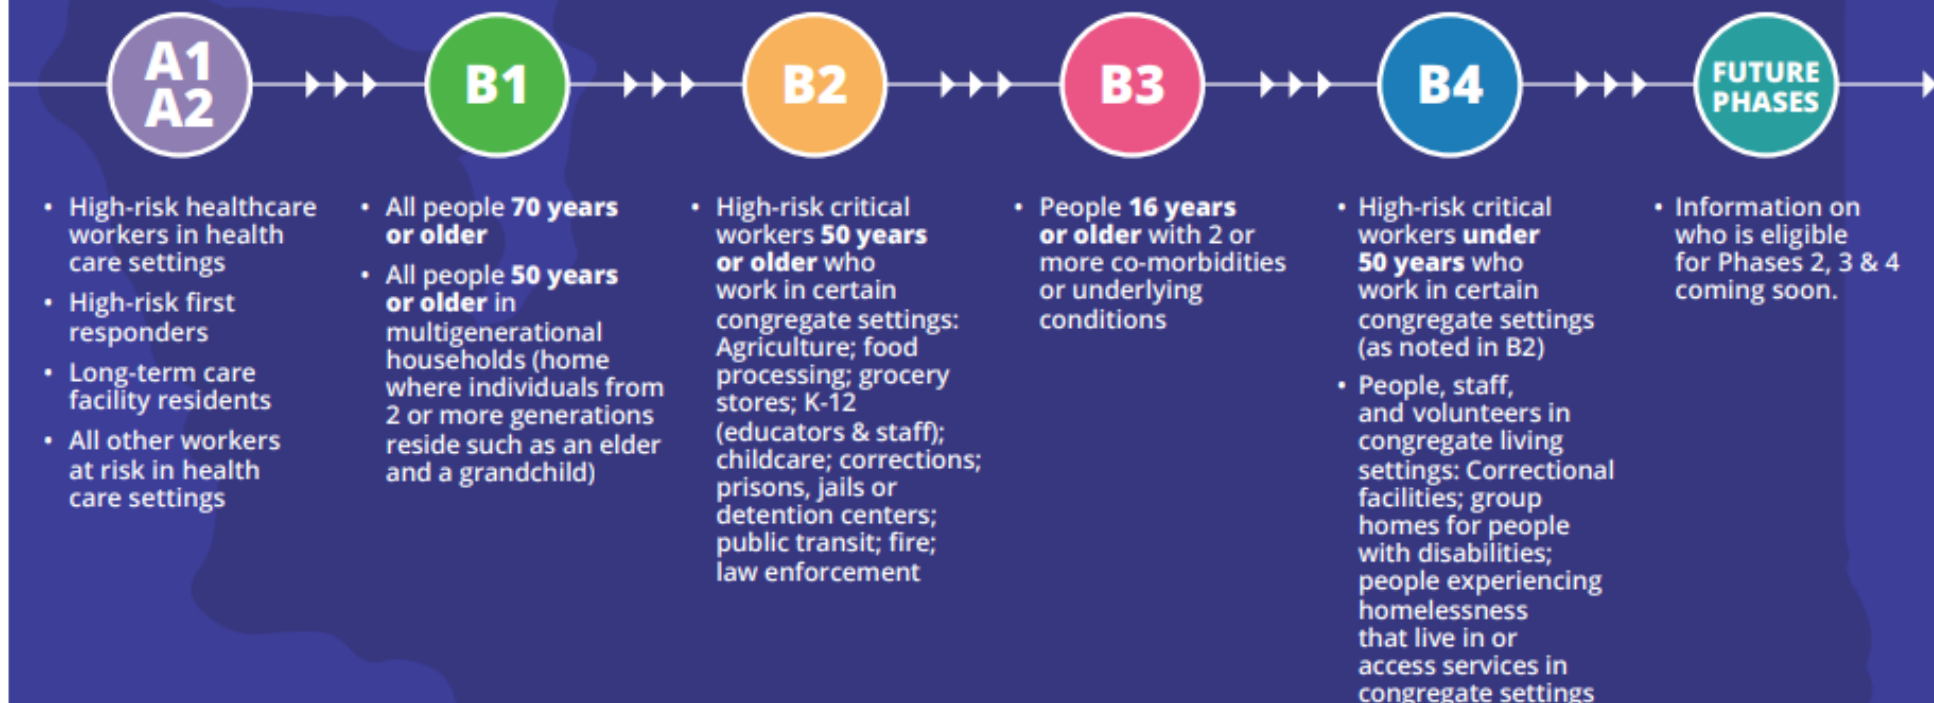 A1
A2
B1
B2
B3
B4
FUTURE
PHASES
• High-risk healthcare
workers in health
care settings
• High-risk first
responders
• Long-term care
facility residents
• All other workers
at risk in health
care settings
• All people 70 years
or older
• All people 50 years
or older in
multigenerational
households (home
where individuals from
2 or more generations
reside such as an elder
and a grandchild)
• High-risk critical
workers 50 years
or older who
work in certain
congregate settings:
Agriculture; food
processing; grocery
stores; K-12
(educators & staff);
childcare; corrections;
prisons, jails or
detention centers;
public transit; fire;
law enforcement
• People 16 years
or older with 2 or
more co-morbidities
or underlying
conditions
• High-risk critical
workers under
50 years who
work in certain
congregate settings
(as noted in B2)
• People, staff,
and volunteers in
congregate living
settings: Correctional
facilities; group
homes for people
with disabilities;
people experiencing
homelessness
that live in or
access services in
congregate settings
• Information on
who is eligible
for Phases 2, 3 & 4
coming soon.